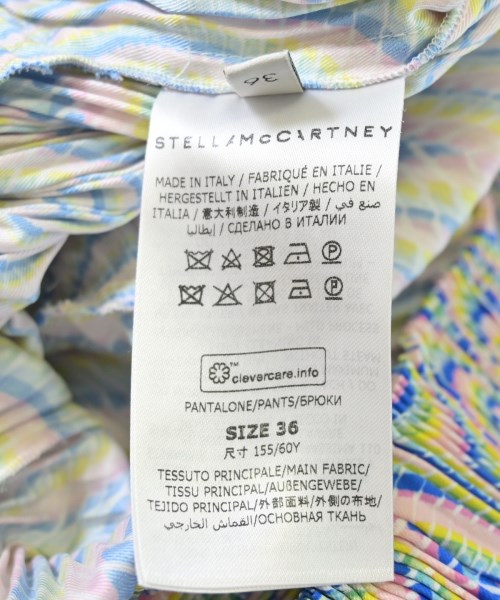 36
STELLA McCARTNEY
MADE IN ITALY / FABRIQUÉ EN ITALIE /
HERGESTELLT IN ITALIEN / HECHO EN
ITALIA / 意大利制造 / イタリア製 / صنع في
إيطاليا / СДЕЛАНО В ИТАЛИИ
P
P
™
clevercare.info
PANTALONE/PANTS/БРЮКИ
SIZE 36
尺寸 155/60Y
TESSUTO PRINCIPALE/MAIN FABRIC/
TISSU PRINCIPAL/AUßENGEWEBE/
TEJIDO PRINCIPAL/外部面料/外側の布地/
القماش الخارجي/ОСНОВНАЯ ТКАНЬ